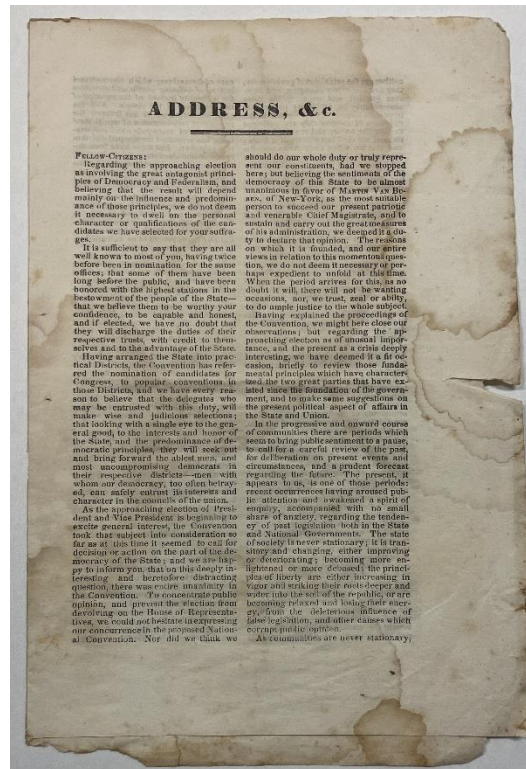 ADDRESS, &c.
FELLOW-CITIZENS:
Regarding the approaching election
as involving the great antagonist princi-
ples of Democracy and Federalism, and
believing that the result will depend
mainly on the influence and predomin-
ance of those principles, we do not deem
it necessary to dwell on the personal
character or qualifications of the can-
didates we have selected for your suffra-
ges.
It is sufficient to say that they are all
well known to most of you, having twice
before been in nomination for the same
offices; that some of them have been
long before the public, and have been
honored with the highest stations in the
bestowment of the people of the State—
that we believe them to be worthy your
confidence, to be capable and honest,
and if elected, we have no doubt that
they will discharge the duties of their
respective trusts, with credit to them-
selves and to the advantage of the State.
Having arranged the State into prac-
tical Districts, the Convention has refer-
red the nomination of candidates for
Congress, to popular conventions in
those Districts, and we have every rea-
son to believe that the delegates who
may be entrusted with this duty, will
make wise and judicious selections;
that looking with a single eye to the gen-
eral good, to the interests and honor of
the State, and the predominance of de-
mocratic principles, they will seek out
and bring forward the ablest men, and
most uncompromising democrats in
their respective districts—men with
whom our democracy, too often betray-
ed, can safely entrust its interests and
character in the councils of the union.
As the approaching election of Presi-
dent and Vice President is beginning to
excite general interest, the Convention
took that subject into consideration so
far as at this time it seemed to call for
decision or action on the part of the de-
mocracy of the State; and we are hap-
py to inform you, that on this deeply in-
teresting and heretofore distracting
question, there was entire unanimity in
the Convention. To concentrate public
opinion, and prevent the election from
devolving on the House of Representa-
tives, we could not hesitate in expressing
our concurrence in the proposed Nation-
al Convention. Nor did we think we
should do our whole duty or truly repre-
sent our constituents, had we stopped
here; but believing the sentiments of the
democracy of this State to be almost
unanimous in favor of MARTIN VAN BU-
REN, of New-York, as the most suitable
person to succeed our present patriotic
and venerable Chief Magistrate, and to
sustain and carry out the great measures
of his administration, we deemed it a du-
ty to declare that opinion. The reasons
on which it is founded, and our entire
views in relation to this momentous ques-
tion, we do not deem it necessary or per-
haps expedient to unfold at this time.
When the period arrives for this, as no
doubt it will, there will not be wanting
occasions, nor, we trust, zeal or abilty,
to do ample justice to the whole subject.
Having explained the proceedings of
the Convention, we might here close our
observations; but regarding the ap-
proaching election as of unusual impor-
tance, and the present as a crisis deeply
interesting, we have deemed it a fit oc-
casion, briefly to review those funda-
mental principles which have character-
ized the two great parties that have ex-
isted since the foundation of the govern-
ment, and to make some suggestions on
the present political aspect of affairs in
the State and Union.
In the progressive and onward course
of communities there are periods which
seem to bring public sentiment to a pause,
to call for a careful review of the past,
for deliberation on present events and
circumstances, and a prudent forecast
regarding the future. The present, it
appears to us, is one of those periods:
recent occurrences having aroused pub-
lic attention and awakened a spirit of
enquiry, accompanied with no small
share of anxiety, regarding the tenden-
cy of past legislation both in the State
and National Governments. The state
of society is never stationary; it is tran-
sitory and changing, either improving
or deteriorating; becoming more en-
lightened or more debased; the princi-
ples of liberty are either increasing in
vigor and striking their roots deeper and
wider into the soil of the republic, or are
becoming relaxed and losing their ener-
gy, from the deleterious influence of
false legislation, and other causes which
corrupt public opinion.
As communities are never stationary,